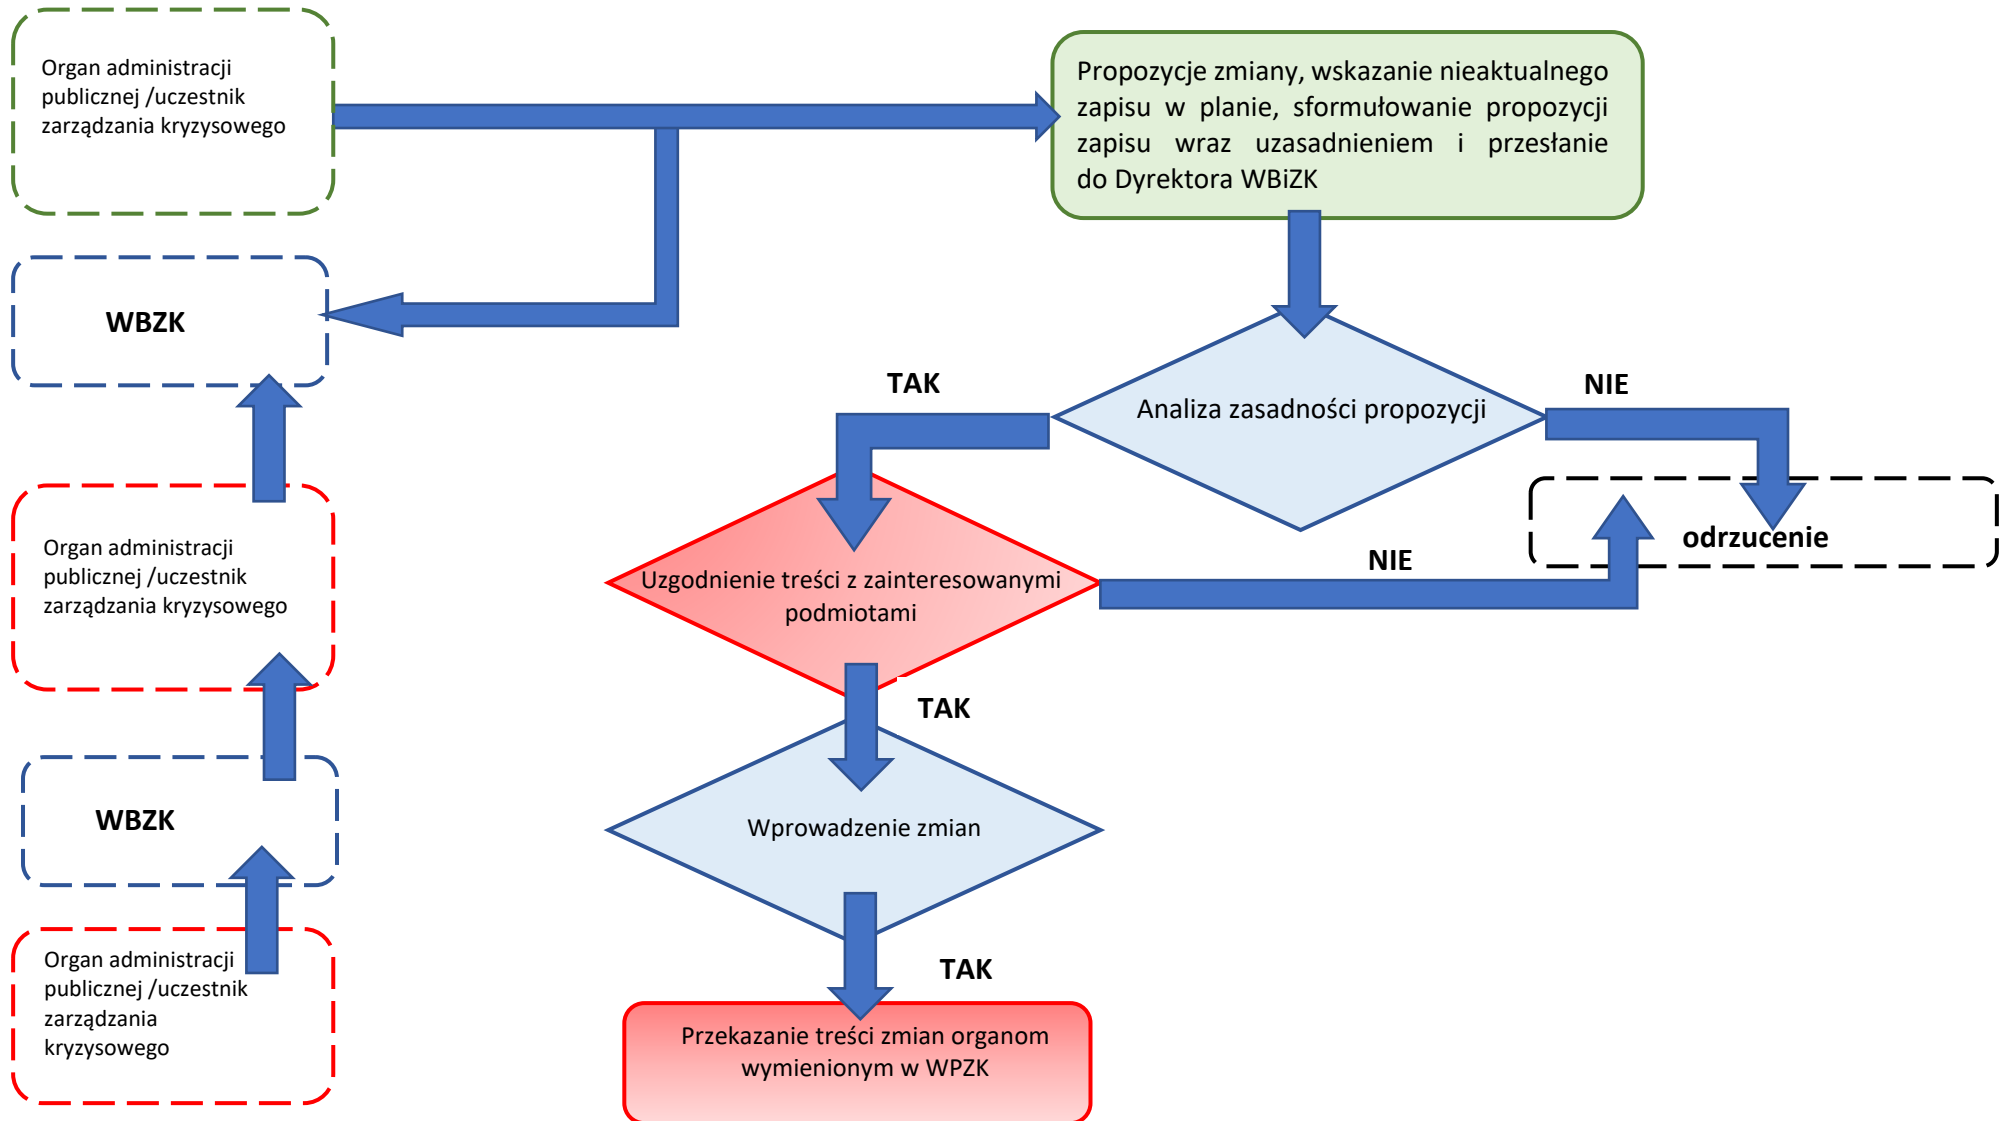 Organ administracji
publicznej /uczestnik
zarządzania kryzysowego
Propozycje zmiany, wskazanie nieaktualnego
zapisu w planie, sformułowanie propozycji
zapisu wraz uzasadnieniem i przesłanie
do Dyrektora WBiZK
WBZK
TAK
NIE
Analiza zasadności propozycji
Organ administracji
publicznej /uczestnik
zarządzania kryzysowego
odrzucenie
NIE
Uzgodnienie treści z zainteresowanymi
podmiotami
TAK
WBZK
Wprowadzenie zmian
Organ administracji
publicznej /uczestnik
zarządzania
kryzysowego
TAK
Przekazanie treści zmian organom
wymienionym w WPZK